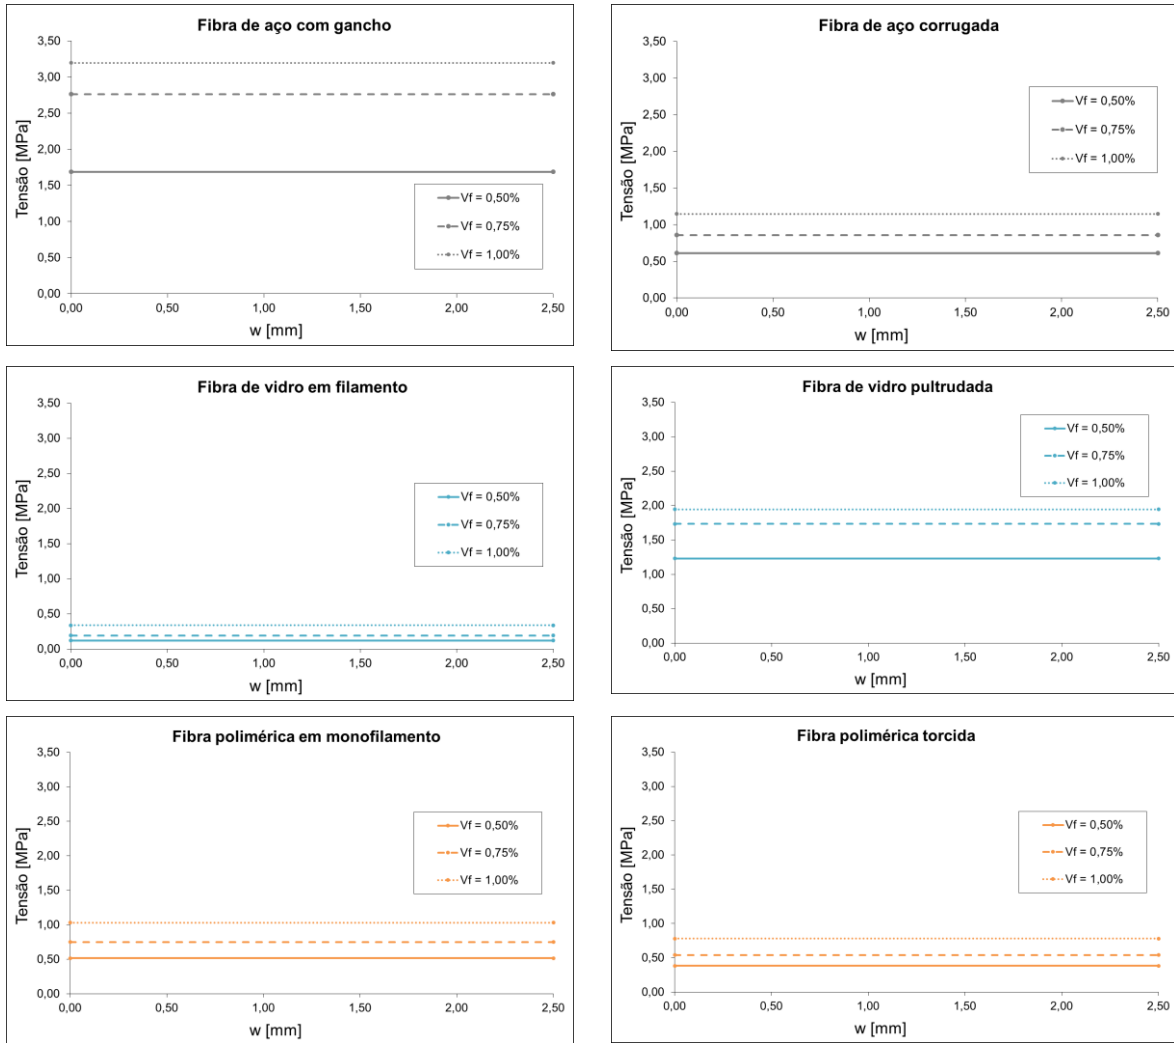 Fibra de aço com gancho
3,50
3,00
2,50
2,00
1,50
1,00
0,50
0,00
Tensão [MPa]
Vf = 0,50%
Vf = 0,75%
Vf = 1,00%
0,00 0,50 1,00 1,50 2,00 2,50
w [mm]
Fibra de aço corrugada
3,50
3,00
2,50
2,00
1,50
1,00
0,50
0,00
Tensão [MPa]
Vf = 0,50%
Vf = 0,75%
Vf = 1,00%
0,00 0,50 1,00 1,50 2,00 2,50
w [mm]
Fibra de vidro em filamento
3,50
3,00
2,50
2,00
1,50
1,00
0,50
0,00
Tensão [MPa]
Vf = 0,50%
Vf = 0,75%
Vf = 1,00%
0,00 0,50 1,00 1,50 2,00 2,50
w [mm]
Fibra de vidro pultrudada
3,50
3,00
2,50
2,00
1,50
1,00
0,50
0,00
Tensão [MPa]
Vf = 0,50%
Vf = 0,75%
Vf = 1,00%
0,00 0,50 1,00 1,50 2,00 2,50
w [mm]
Fibra polimérica em monofilamento
3,50
3,00
2,50
2,00
1,50
1,00
0,50
0,00
Tensão [MPa]
Vf = 0,50%
Vf = 0,75%
Vf = 1,00%
0,00 0,50 1,00 1,50 2,00 2,50
w [mm]
Fibra polimérica torcida
3,50
3,00
2,50
2,00
1,50
1,00
0,50
0,00
Tensão [MPa]
Vf = 0,50%
Vf = 0,75%
Vf = 1,00%
0,00 0,50 1,00 1,50 2,00 2,50
w [mm]